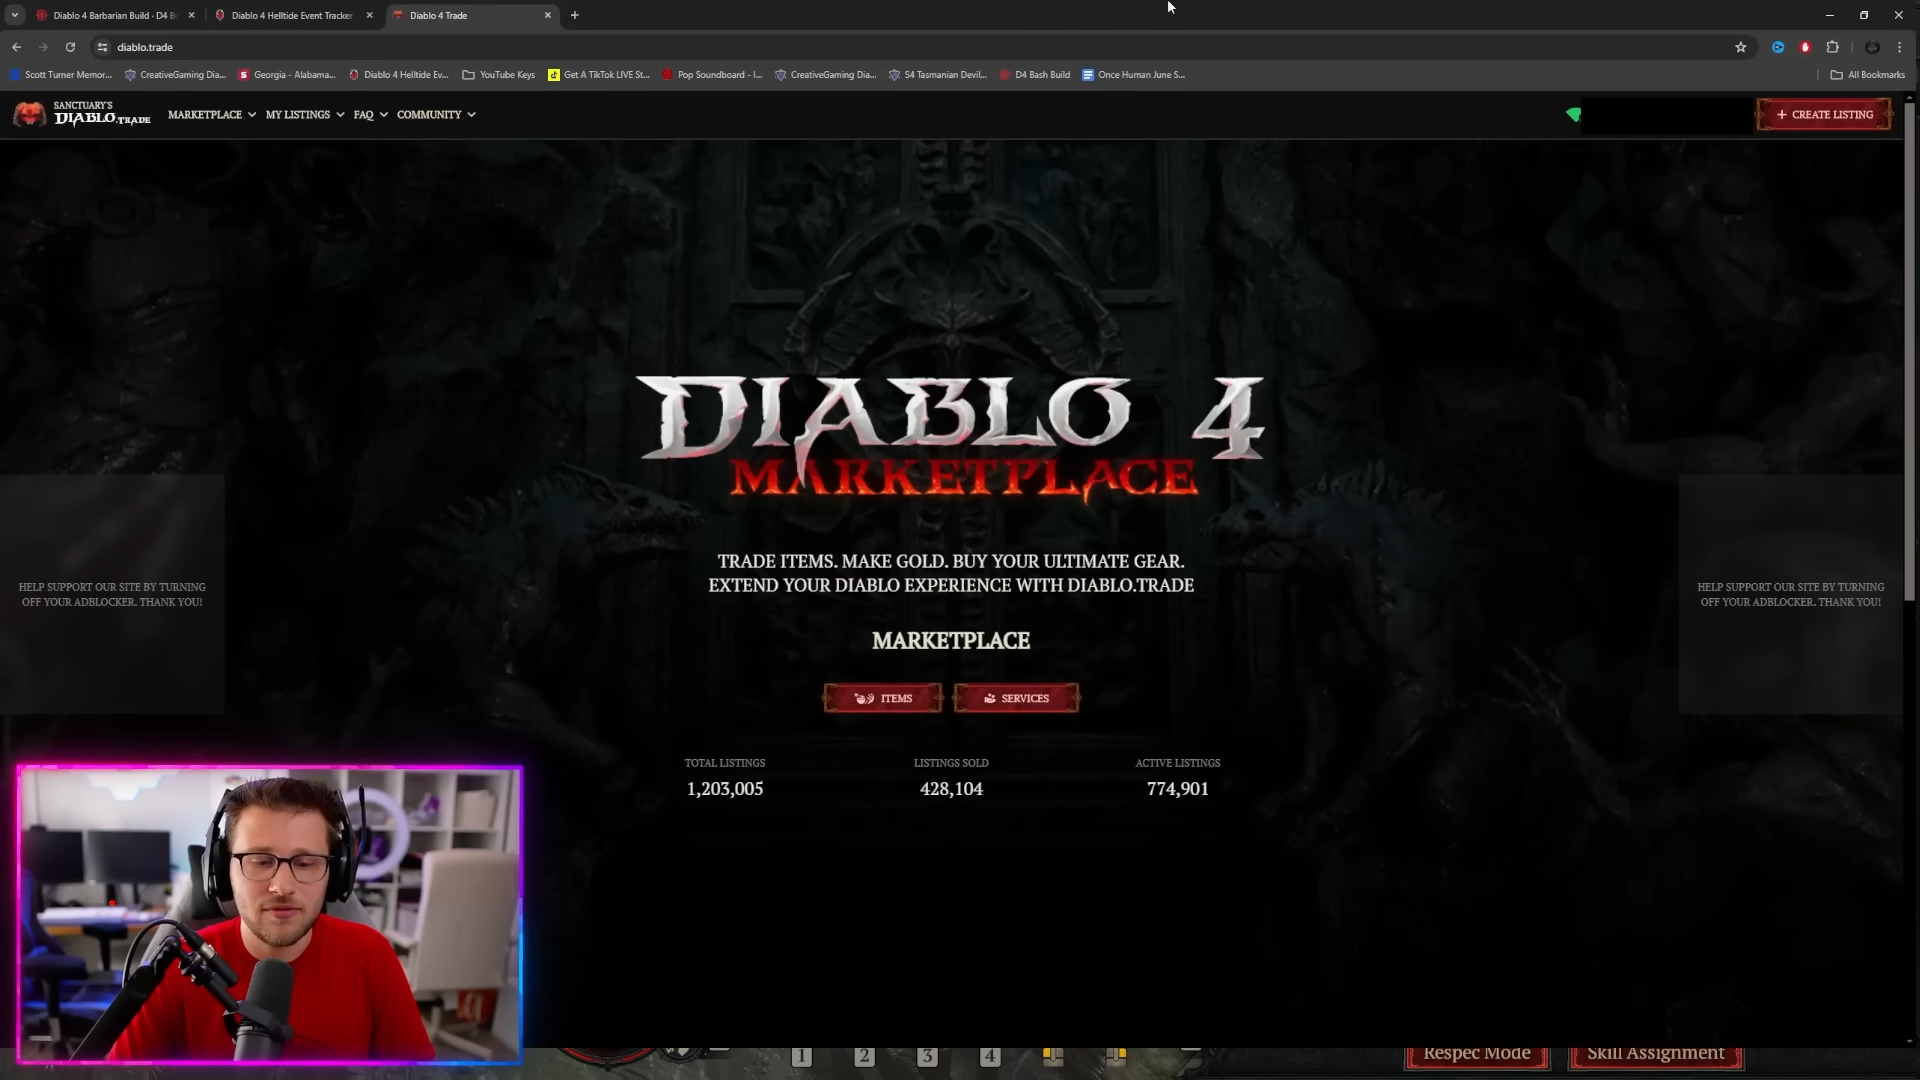 Diablo 4 Barbarian Build - D4 B
Diablo 4 Helltide Event Tracker
Diablo 4 Trade
diablo.trade
Scott Turner Memor...
CreativeGaming Dia...
Georgia - Alabama...
Diablo 4 Helltide Ev...
YouTube Keys
Get A TikTok LIVE St...
Pop Soundboard - I...
CreativeGaming Dia...
S4 Tasmanian Devil...
D4 Bash Build
Once Human June S...
All Bookmarks
SANCTUARY'S
DIABLO.TRADE
MARKETPLACE
MY LISTINGS
FAQ
COMMUNITY
+ CREATE LISTING
DIABLO 4
MARKETPLACE
TRADE ITEMS. MAKE GOLD. BUY YOUR ULTIMATE GEAR.
EXTEND YOUR DIABLO EXPERIENCE WITH DIABLO.TRADE
MARKETPLACE
HELP SUPPORT OUR SITE BY TURNING
OFF YOUR ADBLOCKER. THANK YOU!
HELP SUPPORT OUR SITE BY TURNING
OFF YOUR ADBLOCKER. THANK YOU!
ITEMS
SERVICES
TOTAL LISTINGS
1,203,005
LISTINGS SOLD
428,104
ACTIVE LISTINGS
774,901
1
2
3
4
Respec Mode
Skill Assignment